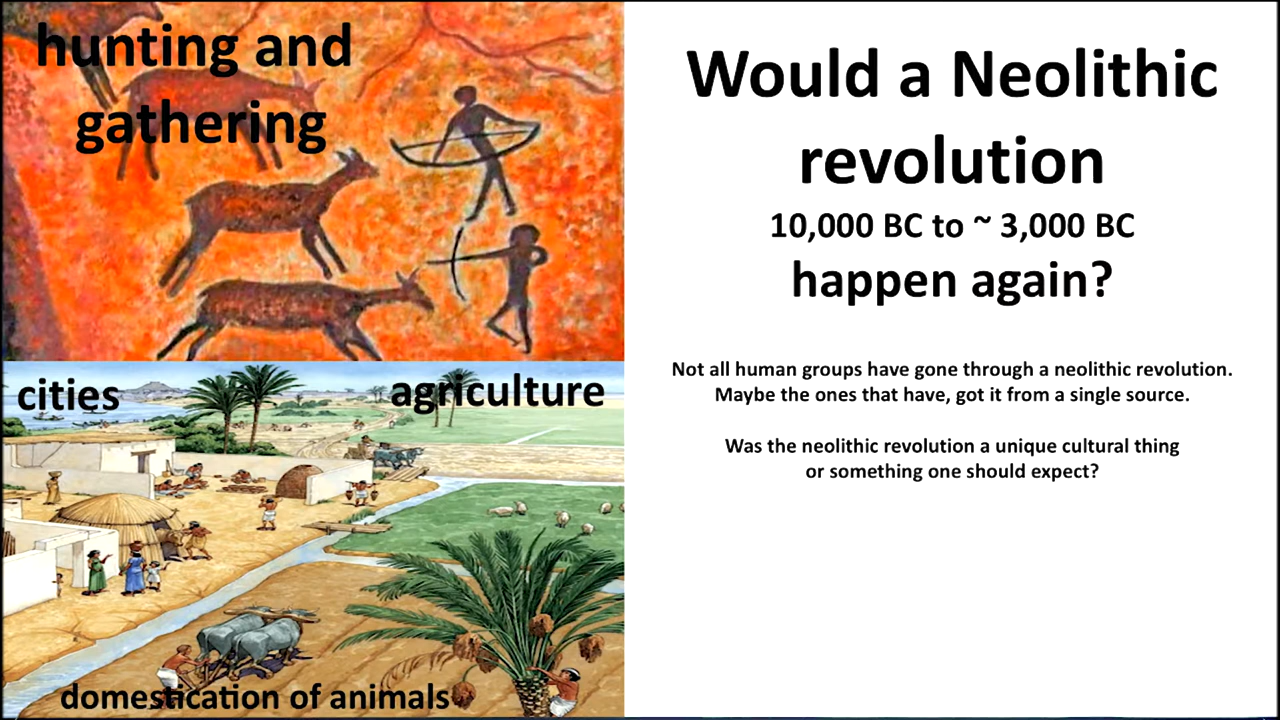 hunting and
gathering
cities
agriculture
domestication of animals
Would a Neolithic
revolution
10,000 BC to ~ 3,000 BC
happen again?
Not all human groups have gone through a neolithic revolution.
Maybe the ones that have, got it from a single source.
Was the neolithic revolution a unique cultural thing
or something one should expect?